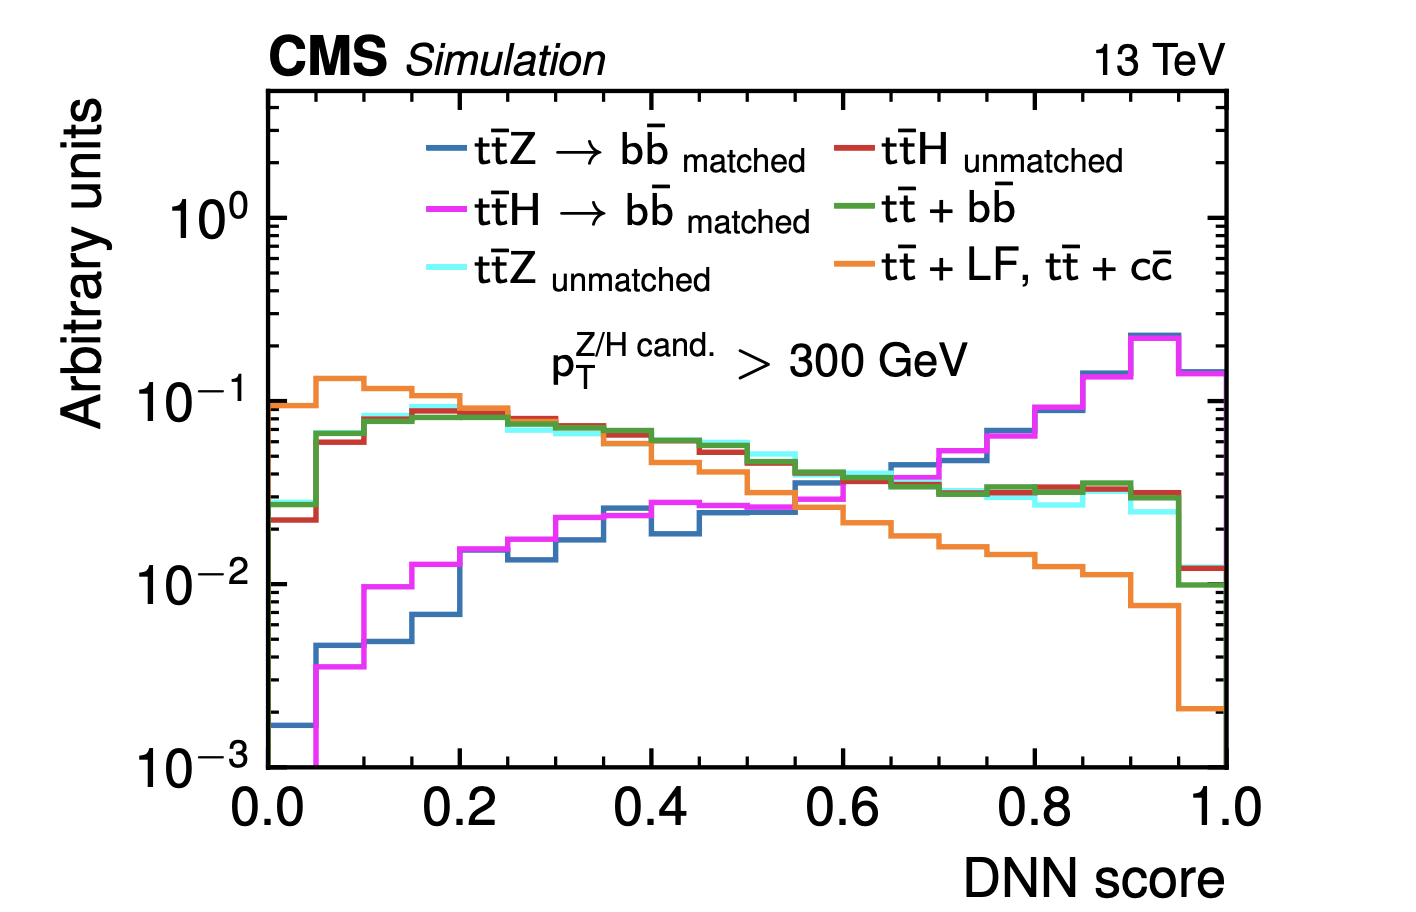 CMS Simulation 13 TeV
Arbitrary units
tt̄Z → bb̄ matched
tt̄H → bb̄ matched
tt̄Z unmatched
tt̄H unmatched
tt̄ + bb̄
tt̄ + LF, tt̄ + cc̄
p_T^{Z/H cand.} > 300 GeV
10⁰
10⁻¹
10⁻²
10⁻³
0.0 0.2 0.4 0.6 0.8 1.0
DNN score